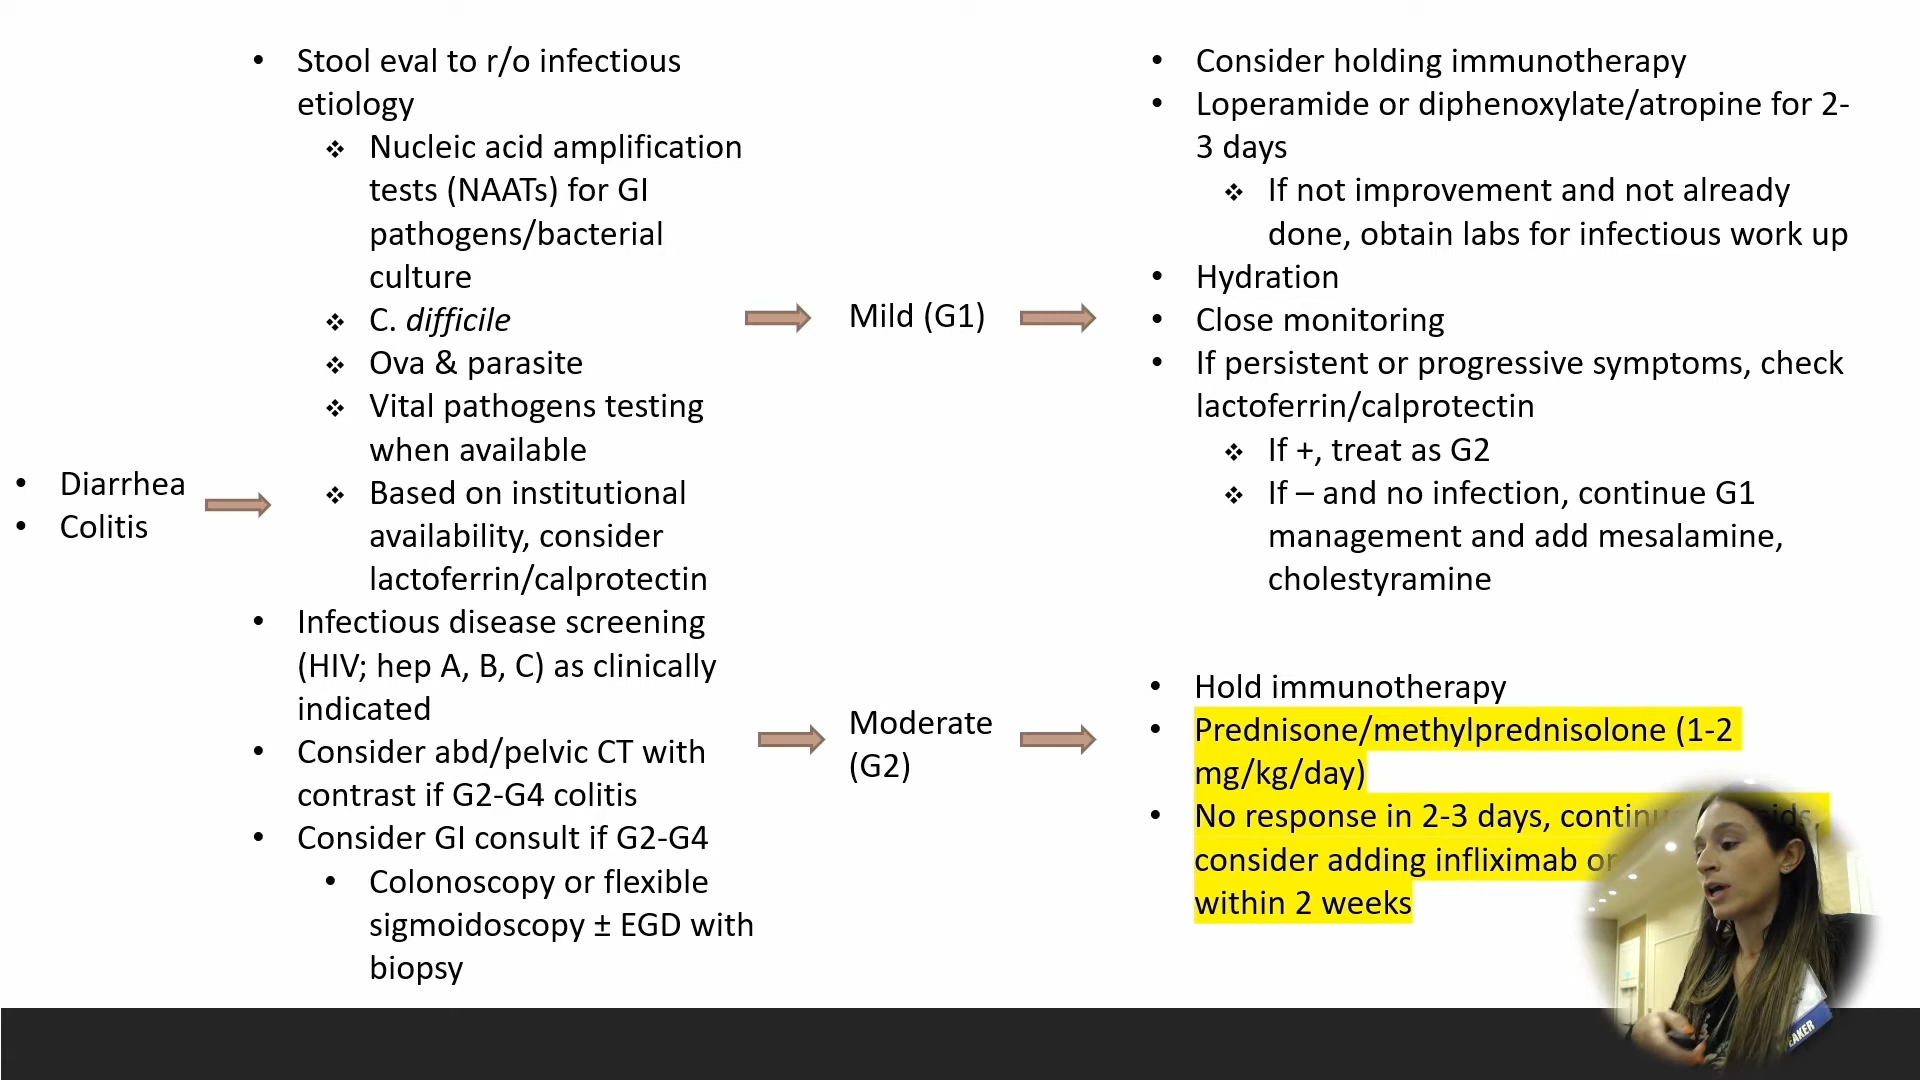 • Diarrhea
• Colitis
• Stool eval to r/o infectious
etiology
❖ Nucleic acid amplification
tests (NAATs) for GI
pathogens/bacterial
culture
❖ C. difficile
❖ Ova & parasite
❖ Vital pathogens testing
when available
❖ Based on institutional
availability, consider
lactoferrin/calprotectin
• Infectious disease screening
(HIV; hep A, B, C) as clinically
indicated
• Consider abd/pelvic CT with
contrast if G2-G4 colitis
• Consider GI consult if G2-G4
• Colonoscopy or flexible
sigmoidoscopy ± EGD with
biopsy
Mild (G1)
• Consider holding immunotherapy
• Loperamide or diphenoxylate/atropine for 2-
3 days
❖ If not improvement and not already
done, obtain labs for infectious work up
• Hydration
• Close monitoring
• If persistent or progressive symptoms, check
lactoferrin/calprotectin
❖ If +, treat as G2
❖ If – and no infection, continue G1
management and add mesalamine,
cholestyramine
Moderate
(G2)
• Hold immunotherapy
• Prednisone/methylprednisolone (1-2
mg/kg/day)
• No response in 2-3 days,
consider adding infliximab or
within 2 weeks